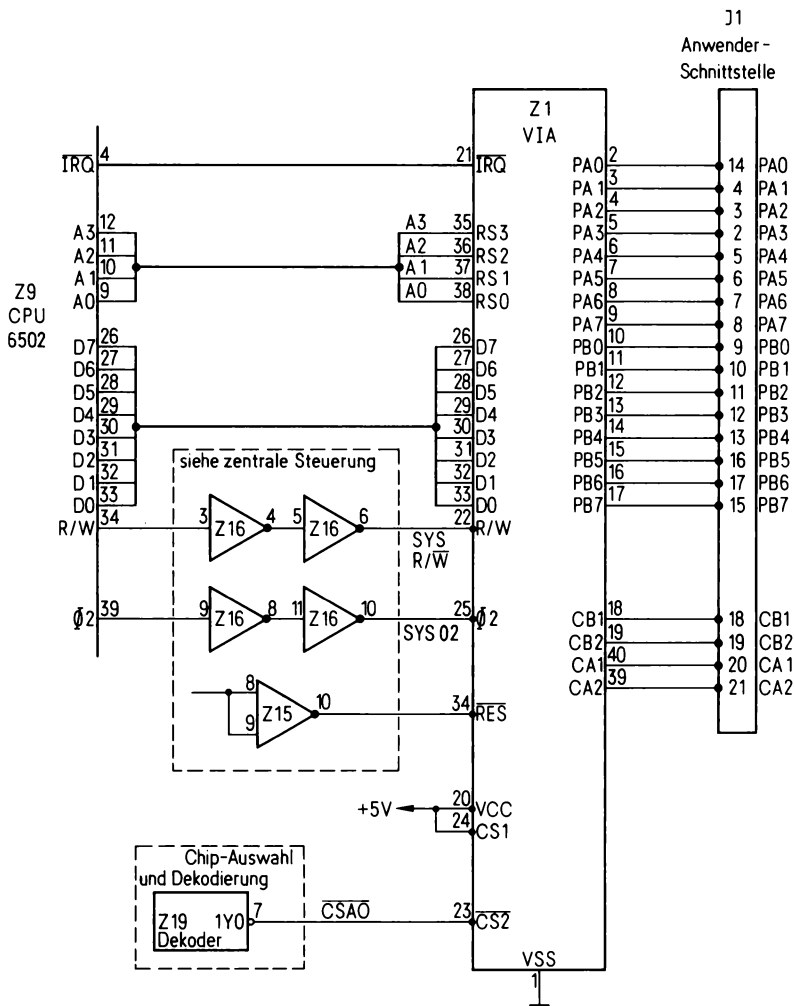 J1
Anwender-
Schnittstelle
Z1
VIA
Z9
CPU
6502
I̅R̅Q̅ 4 21 I̅R̅Q̅ PA0 2 14 PA0
PA1 3 4 PA1
PA2 4 3 PA2
A3 12 A3 35 RS3 PA3 5 2 PA3
A2 11 A2 36 RS2 PA4 6 5 PA4
A1 10 A1 37 RS1 PA5 7 6 PA5
A0 9 A0 38 RS0 PA6 8 7 PA6
PA7 9 8 PA7
D7 26 26 D7 PB0 10 9 PB0
D6 27 27 D6 PB1 11 10 PB1
D5 28 28 D5 PB2 12 11 PB2
D4 29 29 D4 PB3 13 12 PB3
D3 30 30 D3 PB4 14 13 PB4
D2 31 31 D2 PB5 15 16 PB5
D1 32 32 D1 PB6 16 17 PB6
D0 33 33 D0 PB7 17 15 PB7
siehe zentrale Steuerung
R/W 34 3 Z16 4 5 Z16 6 22 R/W
SYS
R/W̅
Φ2 39 9 Z16 8 11 Z16 10 25 Φ2 CB1 18 18 CB1
SYS 02
CB2 19 19 CB2
CA1 40 20 CA1
CA2 39 21 CA2
8 9 Z15 10 34 R̅E̅S̅
+5V 20 VCC
24 CS1
Chip-Auswahl
und Dekodierung
Z19 1Y0 7 C̅S̅A̅0̅ 23 C̅S̅2̅
Dekoder
VSS
1